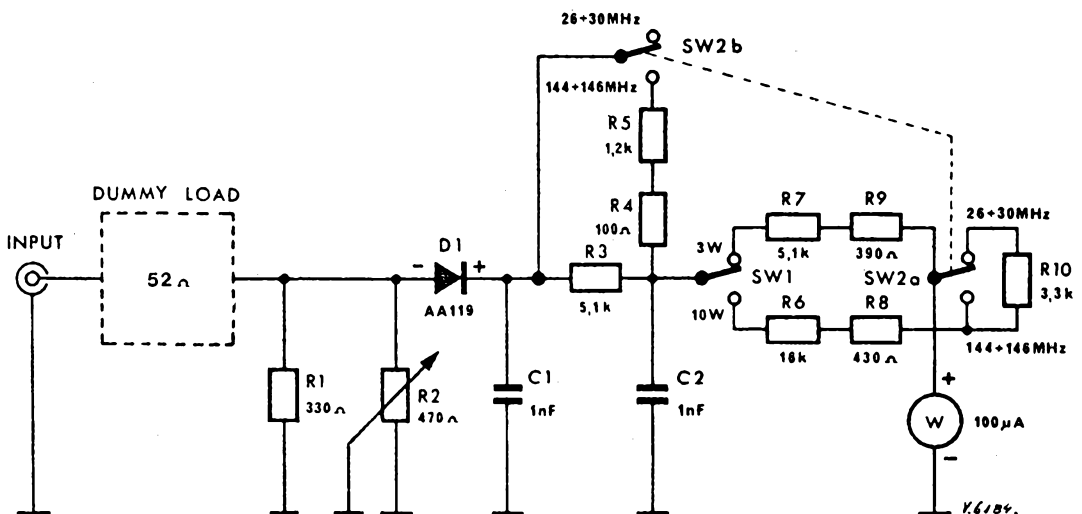 26÷30MHz
SW2b
144÷146MHz
R5
1,2k
DUMMY LOAD
R4
100Ω
R7
R9
26÷30MHz
INPUT
D1
R3
3W
5,1k
390Ω
52Ω
- +
SW1
SW2a
R10
3,3k
AA119
5,1k
10W
R6
R8
16k
430Ω
144÷146MHz
R1
330Ω
R2
470Ω
C1
1nF
C2
1nF
+
W
100µA
-
V.6184.